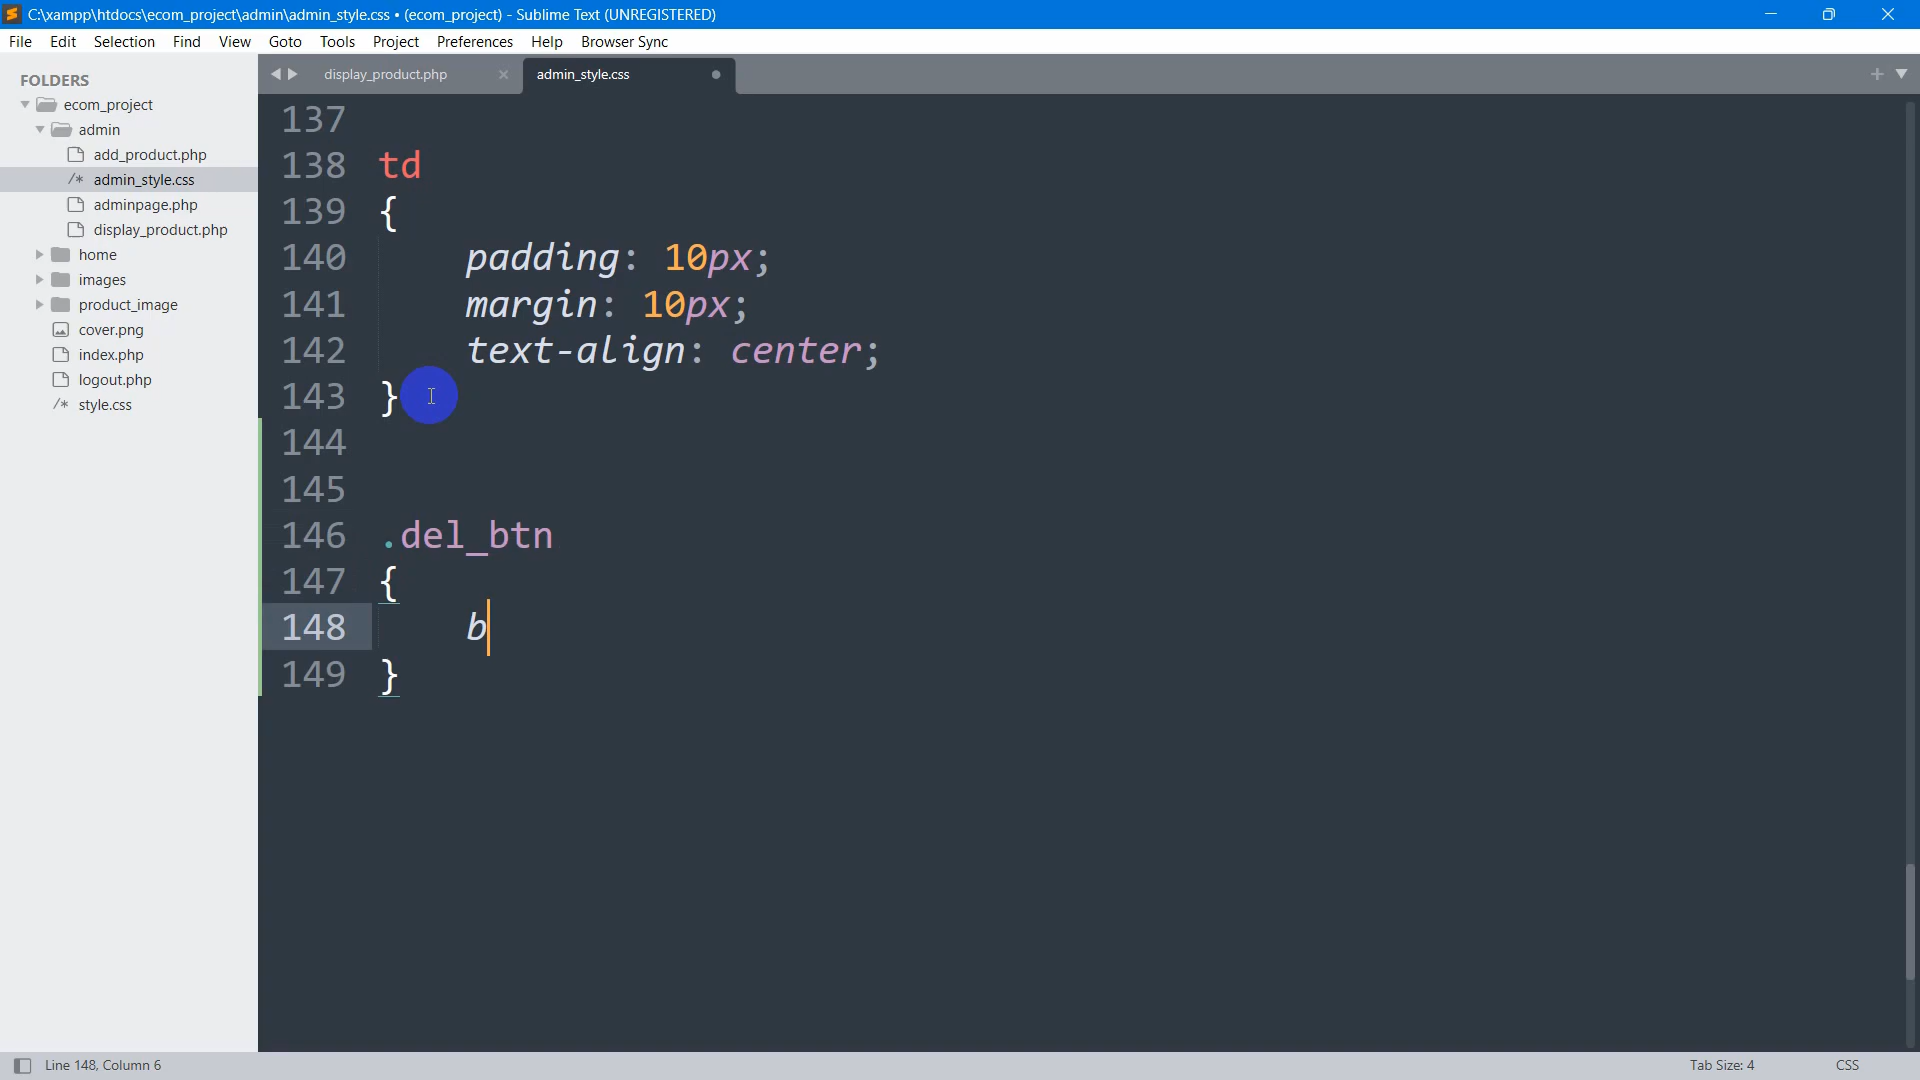 C:\xampp\htdocs\ecom_project\admin\admin_style.css • (ecom_project) - Sublime Text (UNREGISTERED)
File Edit Selection Find View Goto Tools Project Preferences Help Browser Sync
FOLDERS
ecom_project
admin
add_product.php
/* admin_style.css
adminpage.php
display_product.php
home
images
product_image
cover.png
index.php
logout.php
/* style.css
display_product.php
admin_style.css
137
138 td
139 {
140 padding: 10px;
141 margin: 10px;
142 text-align: center;
143 }
144
145
146 .del_btn
147 {
148 b
149 }
Line 148, Column 6
Tab Size: 4
CSS